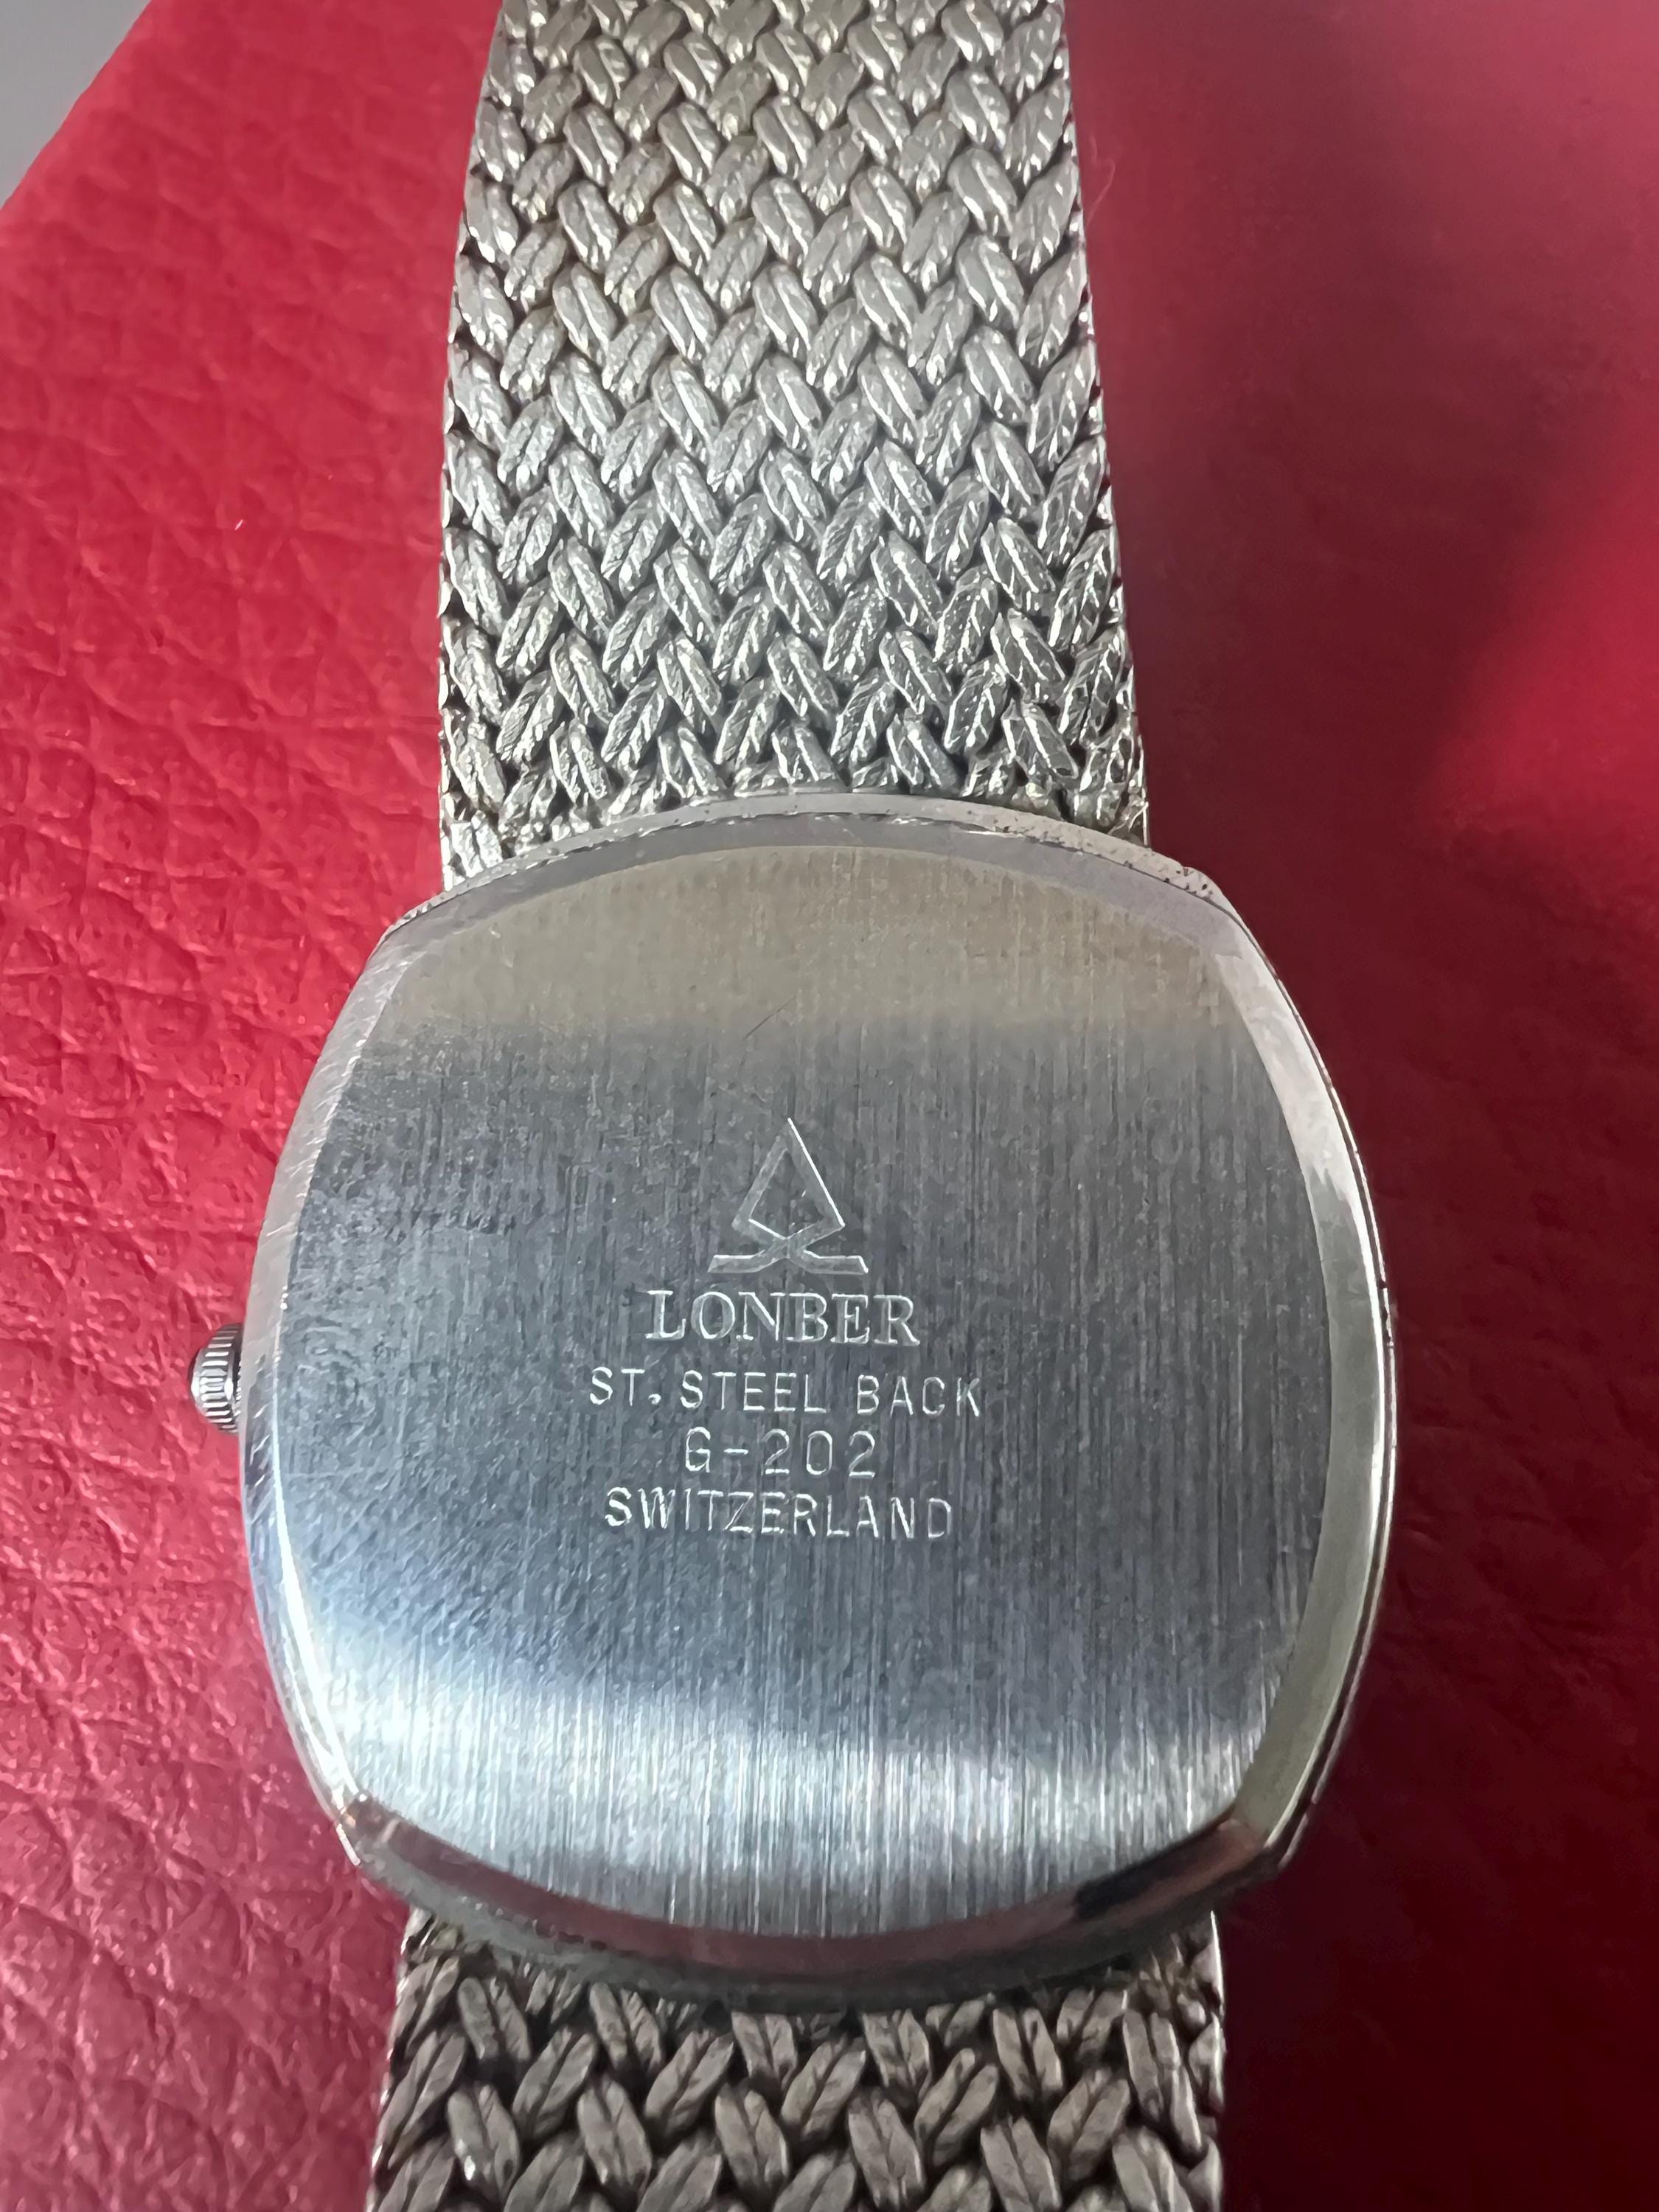 LONBER
ST. STEEL BACK
G-202
SWITZERLAND